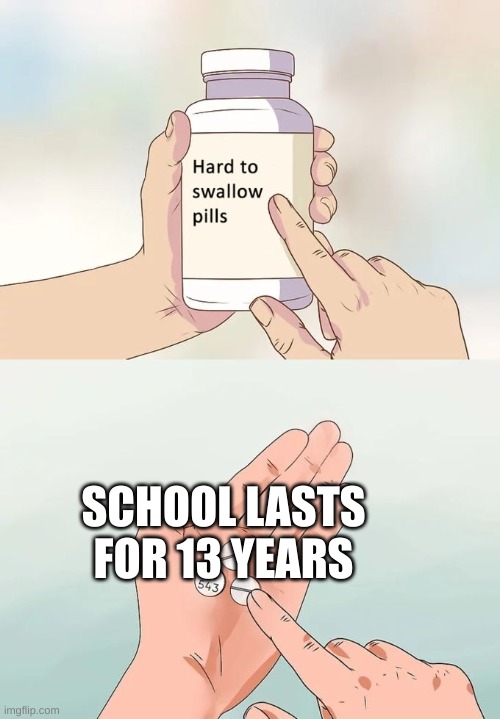 Hard to
swallow
pills
SCHOOL LASTS
FOR 13 YEARS
543
imgflip.com